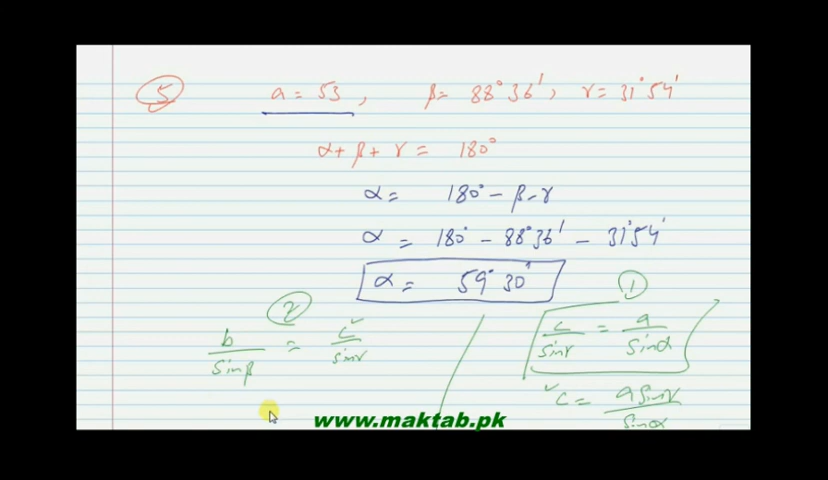 5 a = 53, β = 88°36', γ = 31°54'
α + β + γ = 180°
α = 180° - β - γ
α = 180° - 88°36' - 31°54'
α = 59°30'
2
b/sinβ = c/sinγ
1
c/sinγ = a/sinα
c = a sinγ/sinα
www.maktab.pk